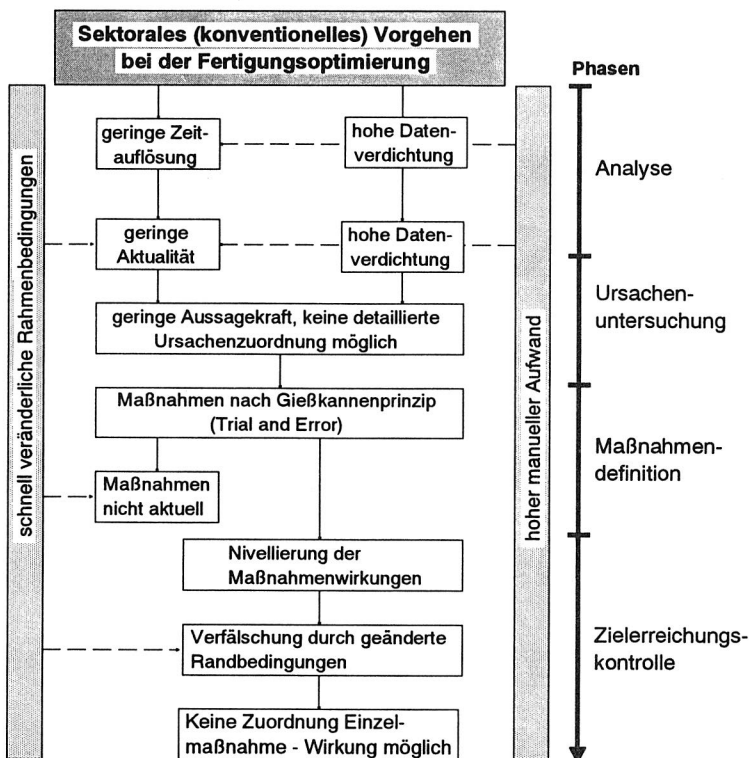 Sektorales (konventionelles) Vorgehen
bei der Fertigungsoptimierung
Phasen
schnell veränderliche Rahmenbedingungen
hoher manueller Aufwand
geringe Zeit-
auflösung
hohe Daten-
verdichtung
Analyse
geringe
Aktualität
hohe Daten-
verdichtung
Ursachen-
untersuchung
geringe Aussagekraft, keine detaillierte
Ursachenzuordnung möglich
Maßnahmen nach Gießkannenprinzip
(Trial and Error)
Maßnahmen-
definition
Maßnahmen
nicht aktuell
Nivellierung der
Maßnahmenwirkungen
Verfälschung durch geänderte
Randbedingungen
Zielerreichungs-
kontrolle
Keine Zuordnung Einzel-
maßnahme - Wirkung möglich